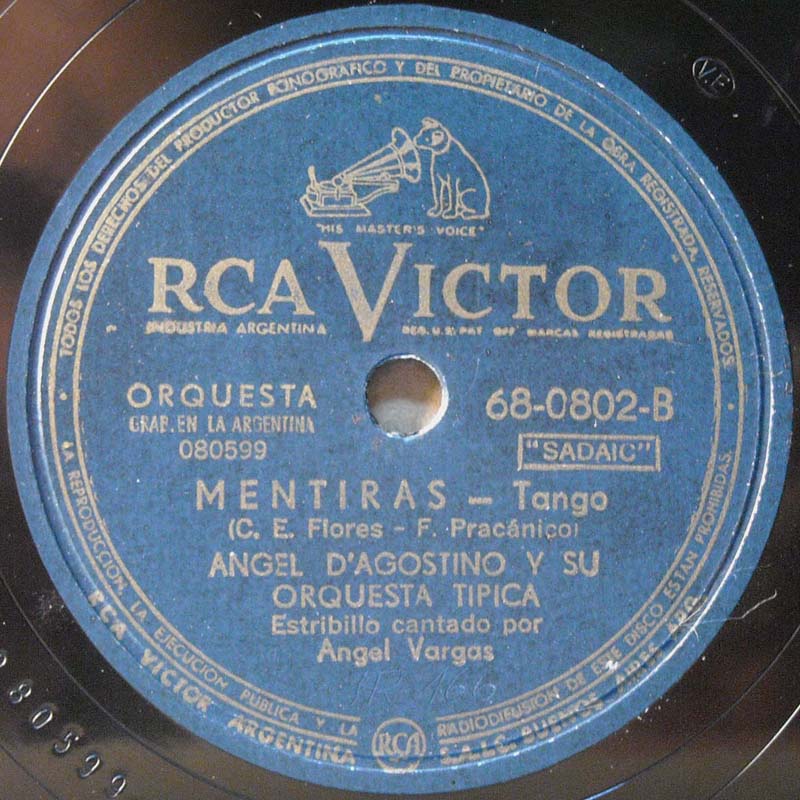 TODOS LOS DERECHOS DEL PRODUCTOR FONOGRAFICO Y DEL PROPIETARIO DE LA OBRA REGISTRADA, RESERVADOS
V.E
"HIS MASTER'S VOICE"
RCA VICTOR
INDUSTRIA ARGENTINA
REG. U.S. PAT OFF MARCAS REGISTRADAS
ORQUESTA
GRAB. EN LA ARGENTINA
080599
68-0802-B
"SADAIC"
MENTIRAS - Tango
(C. E. Flores - F. Pracánico)
ANGEL D'AGOSTINO Y SU
ORQUESTA TIPICA
Estribillo cantado por
Angel Vargas
LA REPRODUCCION, LA EJECUCION PUBLICA Y LA RADIODIFUSION DE ESTE DISCO ESTAN PROHIBIDAS.
RCA VICTOR ARGENTINA
RCA
S.A.I.C. BUENOS AIRES ARG.
080599